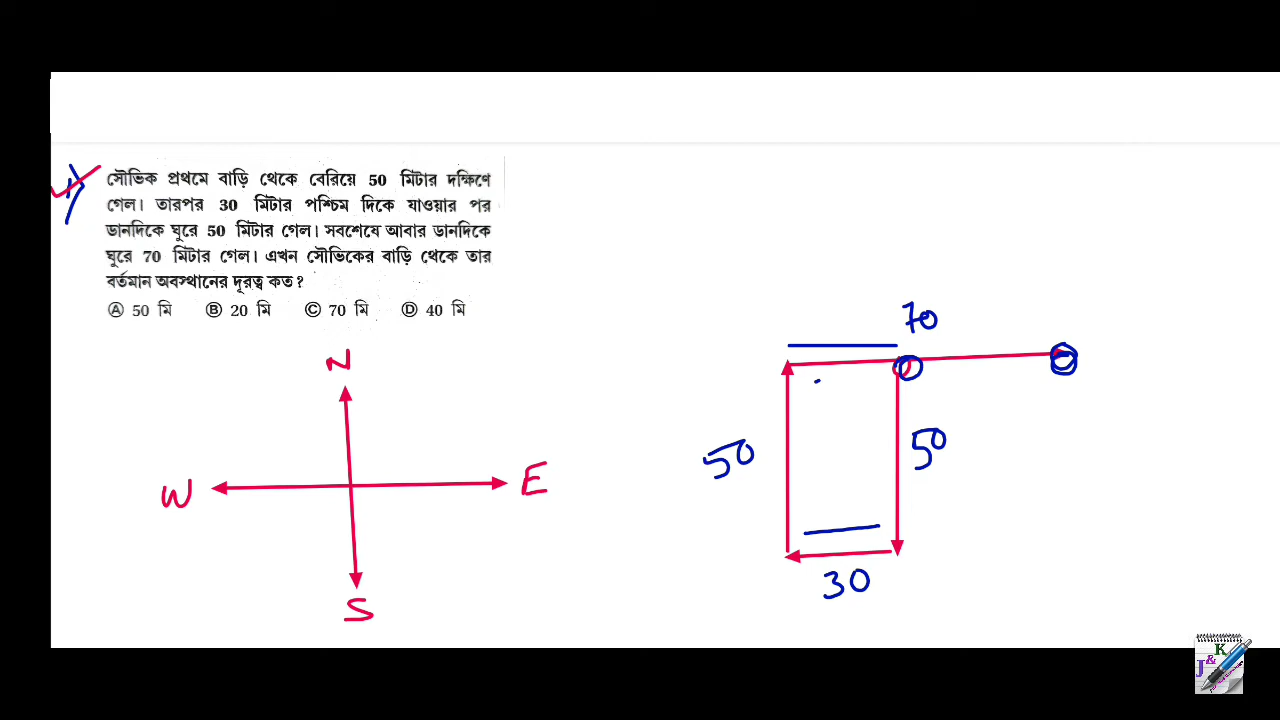 সৌভিক প্রথমে বাড়ি থেকে বেরিয়ে 50 মিটার দক্ষিণে
গেল। তারপর 30 মিটার পশ্চিম দিকে যাওয়ার পর
ডানদিকে ঘুরে 50 মিটার গেল। সবশেষে আবার ডানদিকে
ঘুরে 70 মিটার গেল। এখন সৌভিকের বাড়ি থেকে তার
বর্তমান অবস্থানের দূরত্ব কত?
Ⓐ 50 মি Ⓑ 20 মি Ⓒ 70 মি Ⓓ 40 মি
70
N
50
50
W
E
30
S
J&K